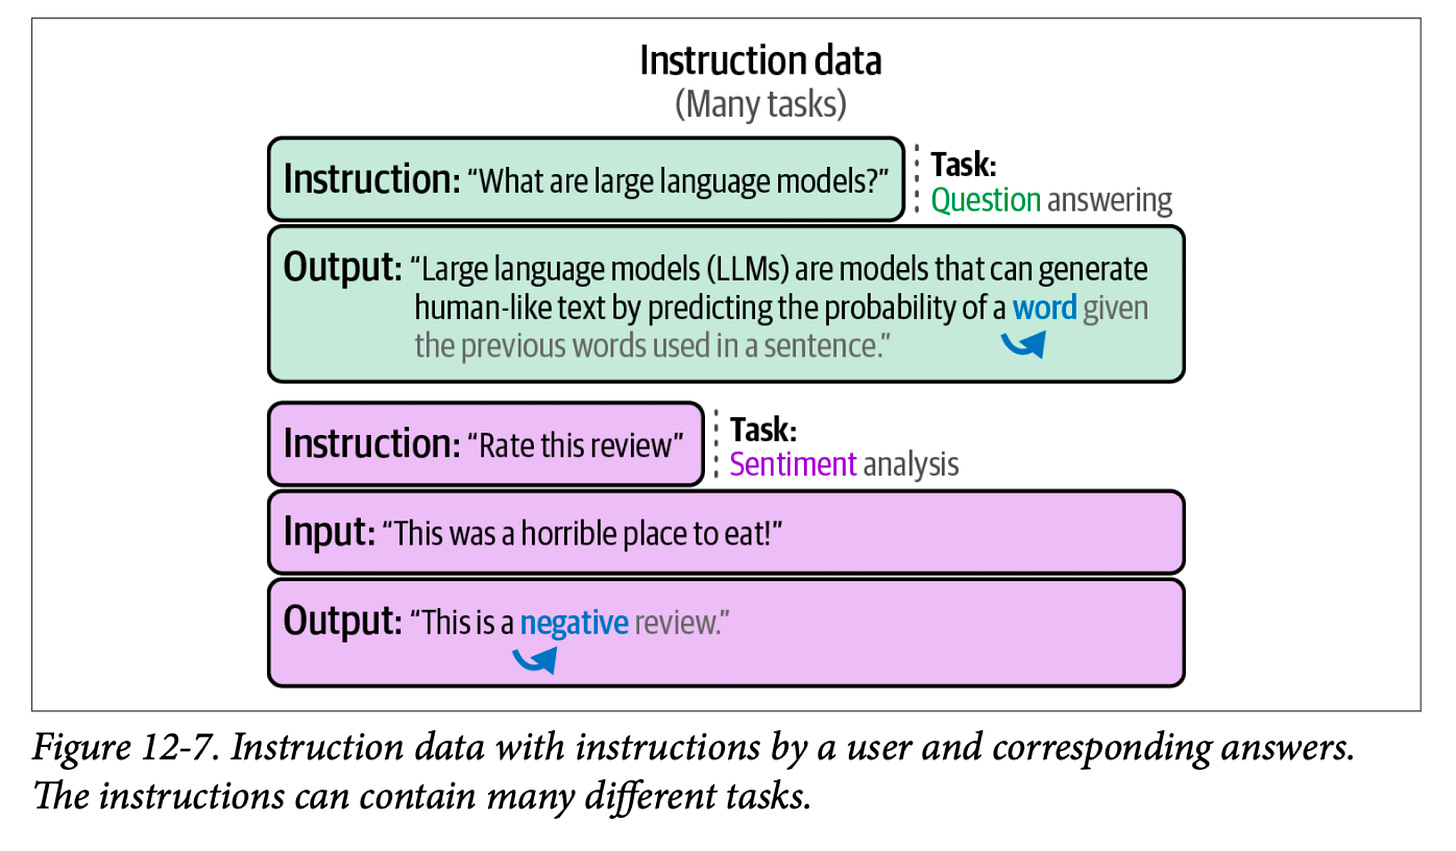 Instruction data
(Many tasks)
Instruction: “What are large language models?”
Task:
Question answering
Output: “Large language models (LLMs) are models that can generate
human-like text by predicting the probability of a word given
the previous words used in a sentence.”
Instruction: “Rate this review”
Task:
Sentiment analysis
Input: “This was a horrible place to eat!”
Output: “This is a negative review.”
Figure 12-7. Instruction data with instructions by a user and corresponding answers.
The instructions can contain many different tasks.